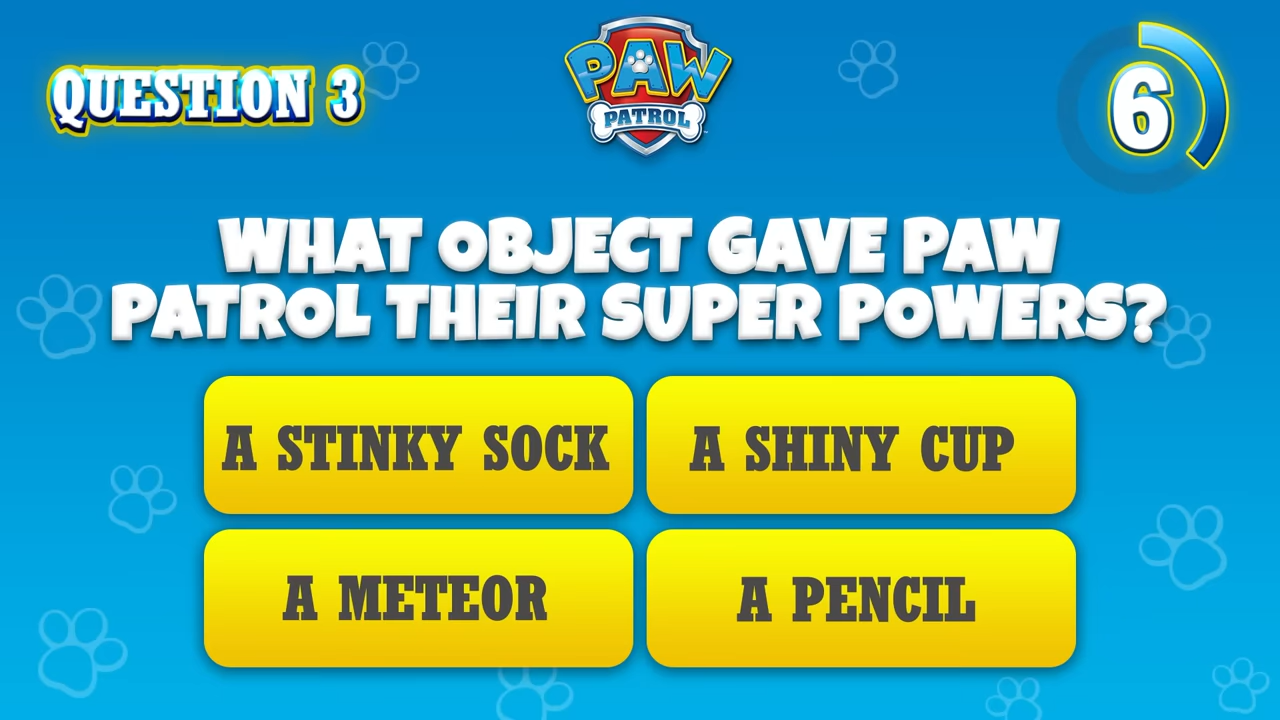 QUESTION 3
PAW
PATROL
6
WHAT OBJECT GAVE PAW
PATROL THEIR SUPER POWERS?
A STINKY SOCK
A SHINY CUP
A METEOR
A PENCIL